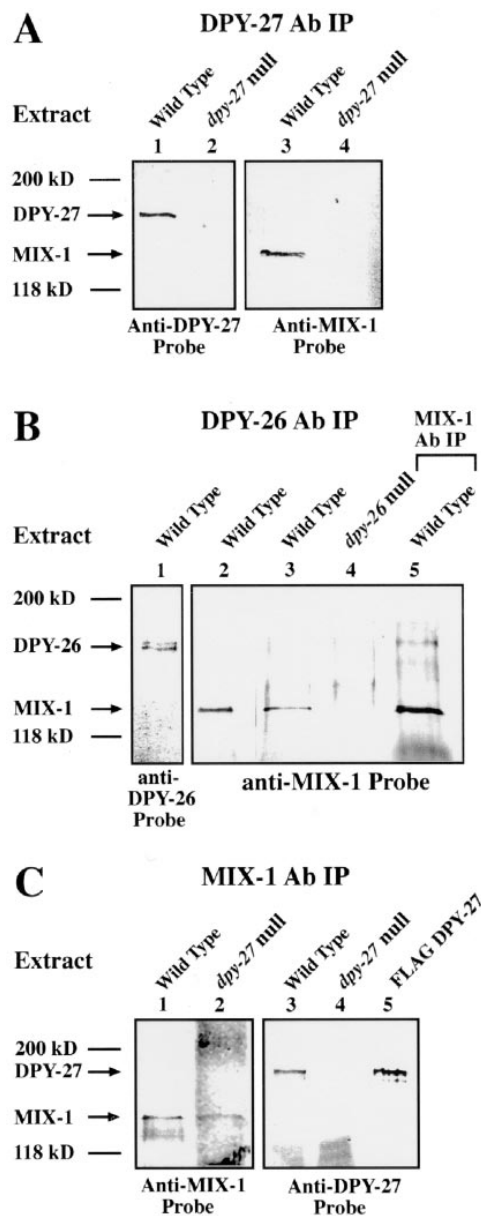 A
DPY-27 Ab IP
Extract
Wild Type
dpy-27 null
Wild Type
dpy-27 null
1 2 3 4
200 kD
DPY-27
MIX-1
118 kD
Anti-DPY-27 Probe
Anti-MIX-1 Probe
B
DPY-26 Ab IP
MIX-1 Ab IP
Extract
Wild Type
Wild Type
Wild Type
dpy-26 null
Wild Type
1 2 3 4 5
200 kD
DPY-26
MIX-1
118 kD
anti-DPY-26 Probe
anti-MIX-1 Probe
C
MIX-1 Ab IP
Extract
Wild Type
dpy-27 null
Wild Type
dpy-27 null
FLAG DPY-27
1 2 3 4 5
200 kD
DPY-27
MIX-1
118 kD
Anti-MIX-1 Probe
Anti-DPY-27 Probe